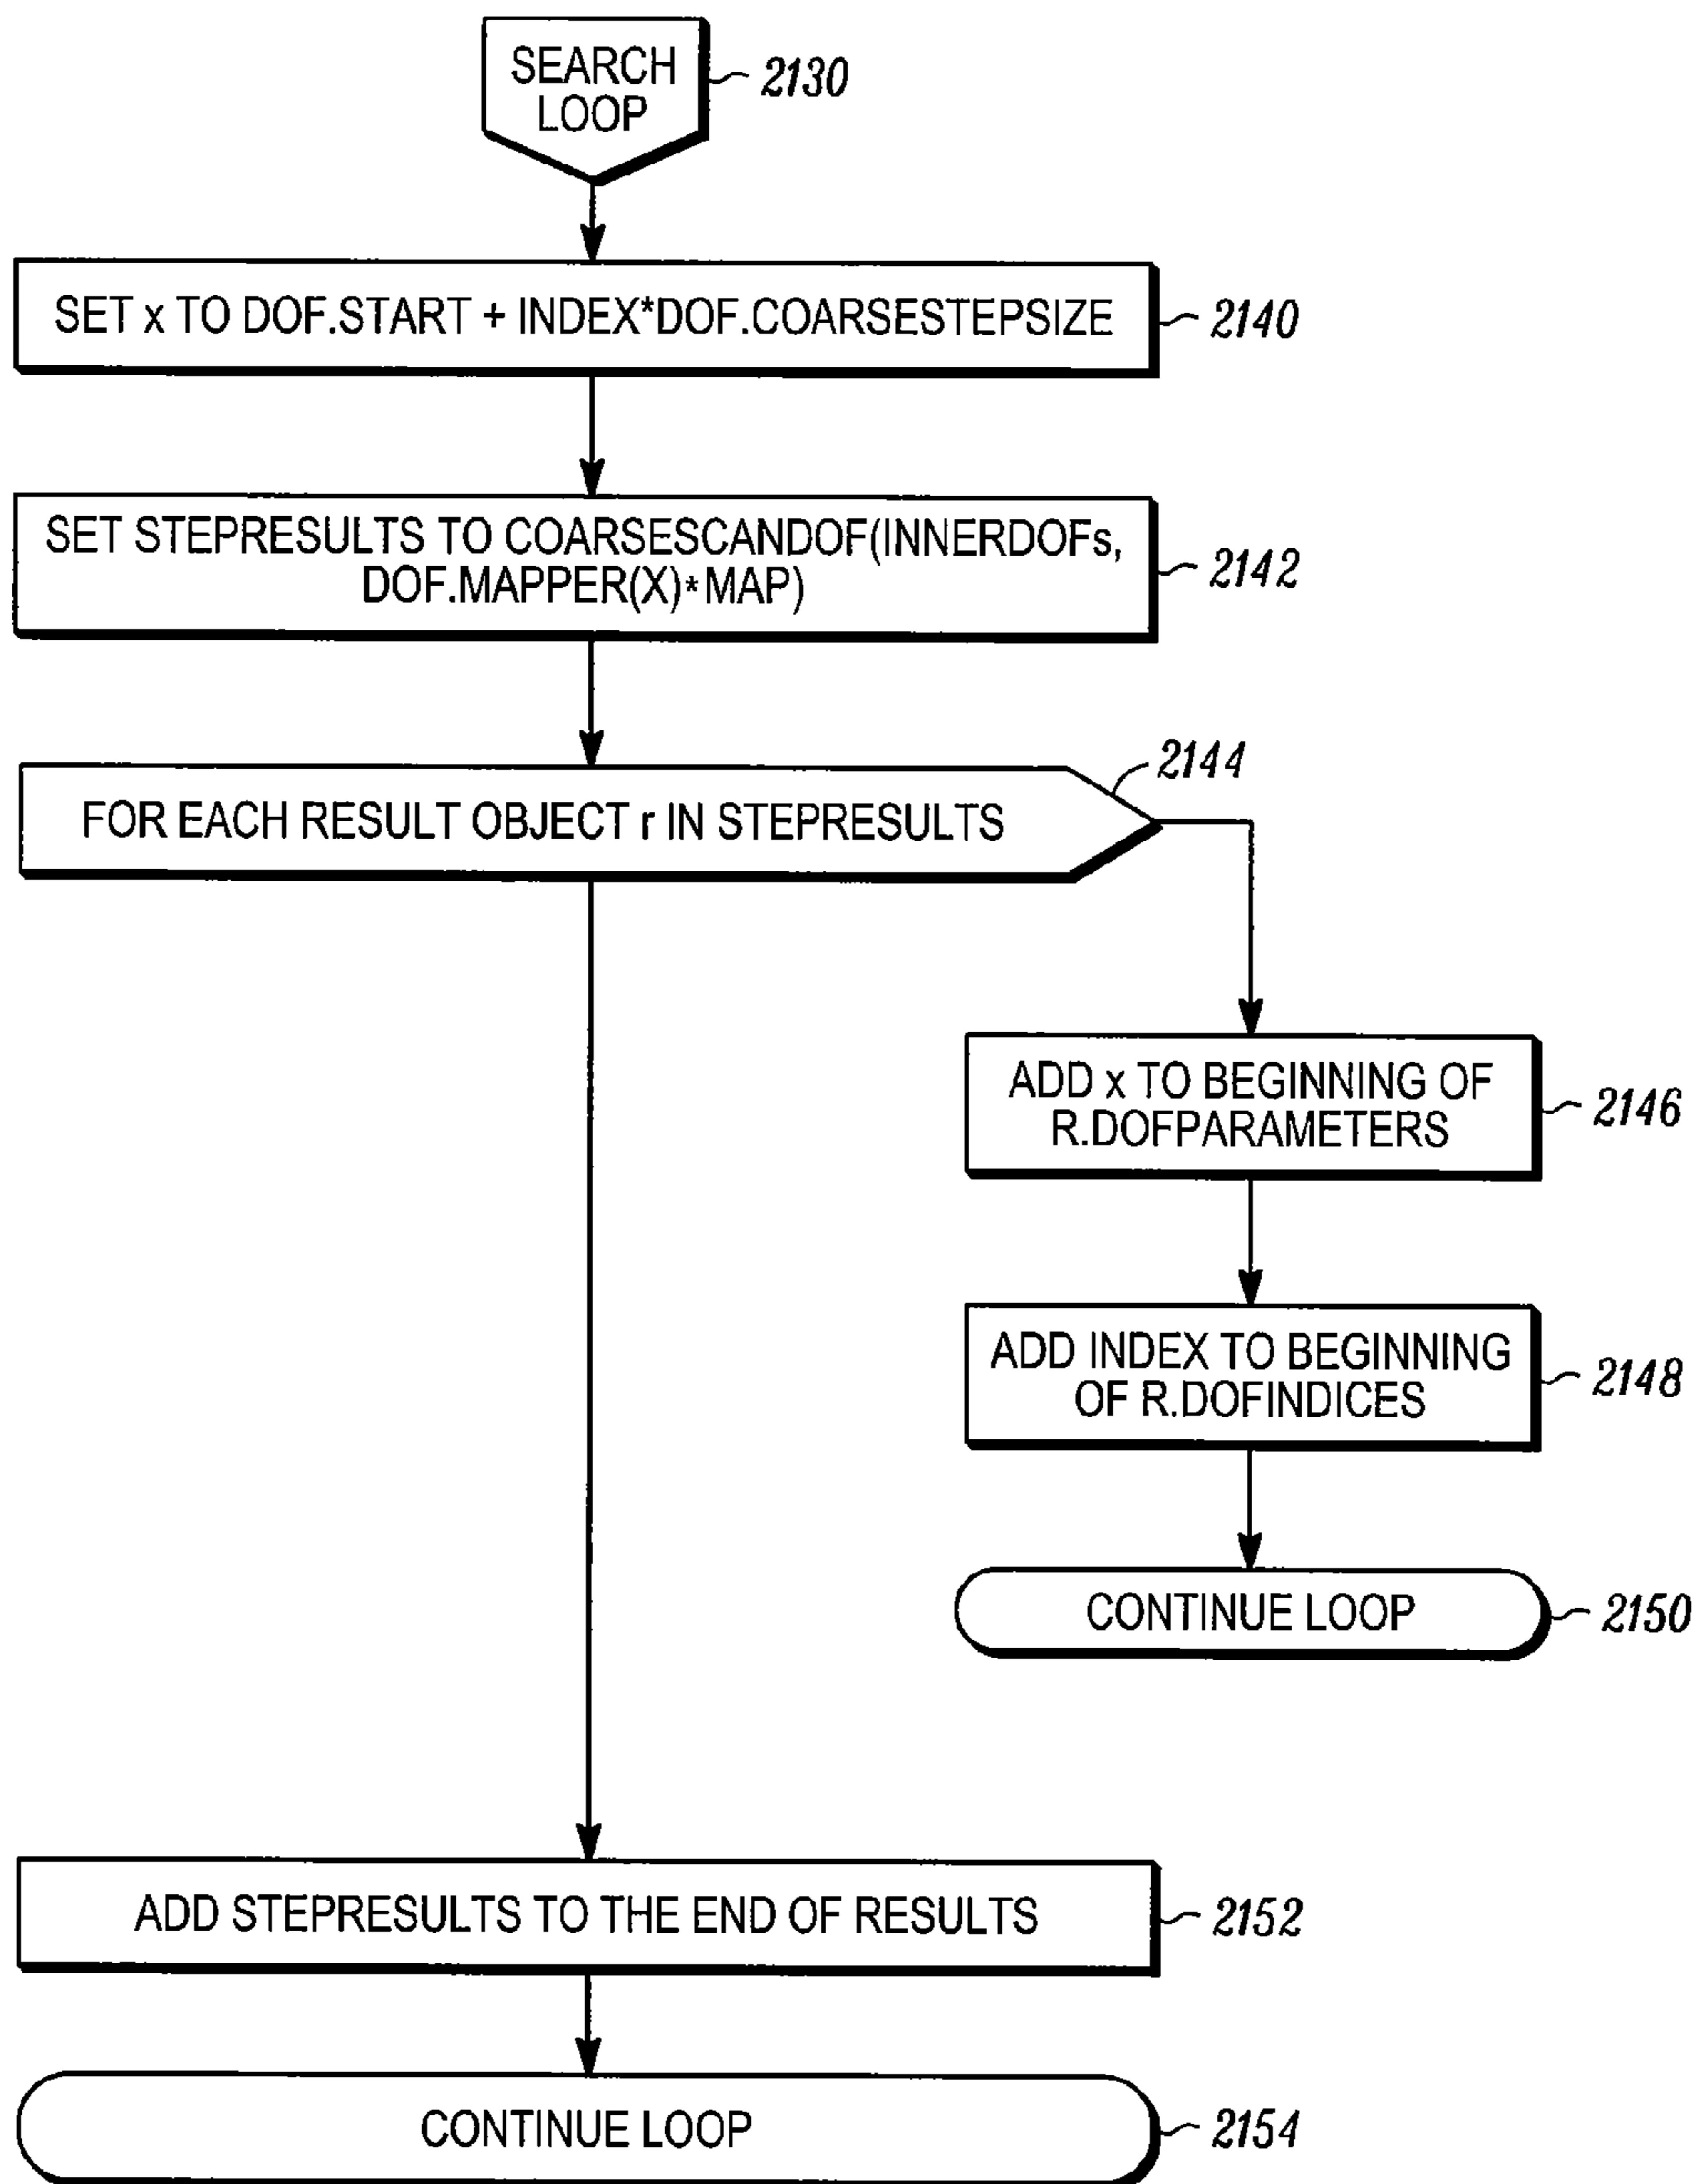 SEARCH
LOOP
2130
SET x TO DOF.START + INDEX*DOF.COARSESTEPSIZE
2140
SET STEPRESULTS TO COARSESCANDOF(INNERDOFs,
DOF.MAPPER(X)*MAP)
2142
2144
FOR EACH RESULT OBJECT r IN STEPRESULTS
ADD x TO BEGINNING OF
R.DOFPARAMETERS
2146
ADD INDEX TO BEGINNING
OF R.DOFINDICES
2148
CONTINUE LOOP
2150
ADD STEPRESULTS TO THE END OF RESULTS
2152
CONTINUE LOOP
2154